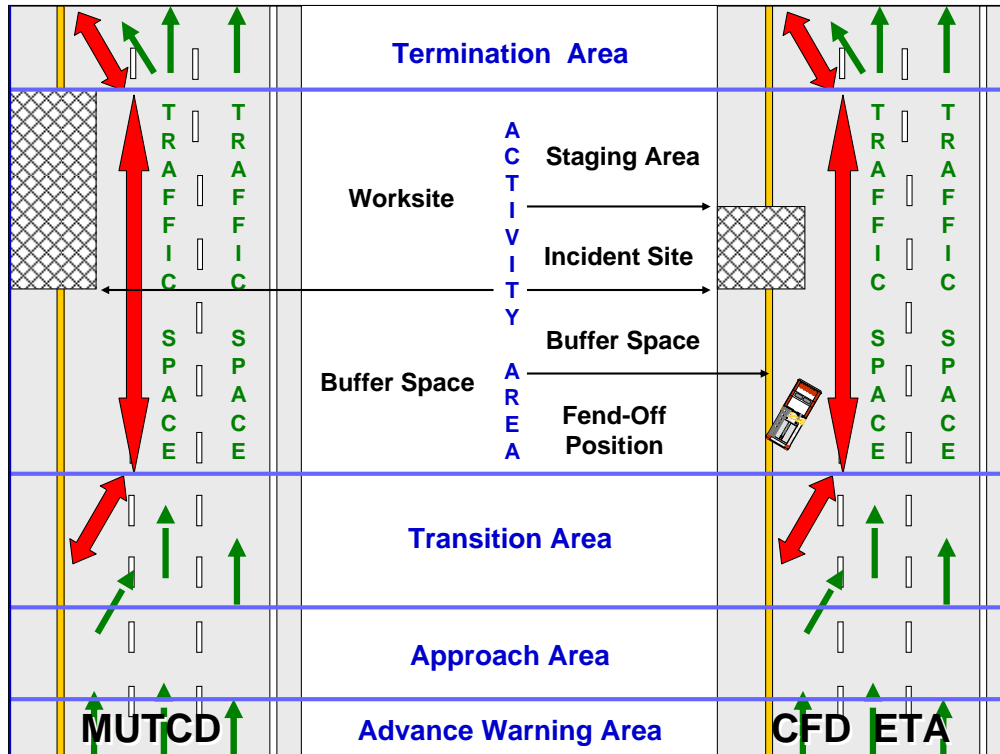 Termination Area
TRAFFIC SPACE
TRAFFIC SPACE
ACTIVITY AREA
Staging Area
Worksite
Incident Site
Buffer Space
Buffer Space
Fend-Off
Position
TRAFFIC SPACE
TRAFFIC SPACE
Transition Area
Approach Area
MUTCD
Advance Warning Area
CFD ETA